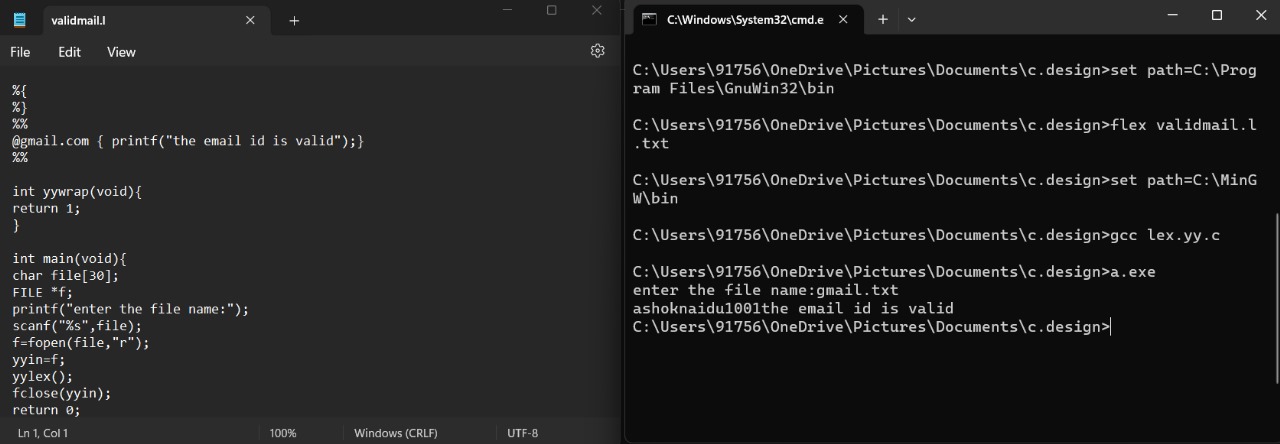 validmail.l
File Edit View
%{
%}
%%
@gmail.com { printf("the email id is valid");}
%%
int yywrap(void){
return 1;
}
int main(void){
char file[30];
FILE *f;
printf("enter the file name:");
scanf("%s",file);
f=fopen(file,"r");
yyin=f;
yylex();
fclose(yyin);
return 0;
Ln 1, Col 1 100% Windows (CRLF) UTF-8
C:\Windows\System32\cmd.e
C:\Users\91756\OneDrive\Pictures\Documents\c.design>set path=C:\Prog
ram Files\GnuWin32\bin
C:\Users\91756\OneDrive\Pictures\Documents\c.design>flex validmail.l
.txt
C:\Users\91756\OneDrive\Pictures\Documents\c.design>set path=C:\MinG
W\bin
C:\Users\91756\OneDrive\Pictures\Documents\c.design>gcc lex.yy.c
C:\Users\91756\OneDrive\Pictures\Documents\c.design>a.exe
enter the file name:gmail.txt
ashoknaidu1001the email id is valid
C:\Users\91756\OneDrive\Pictures\Documents\c.design>